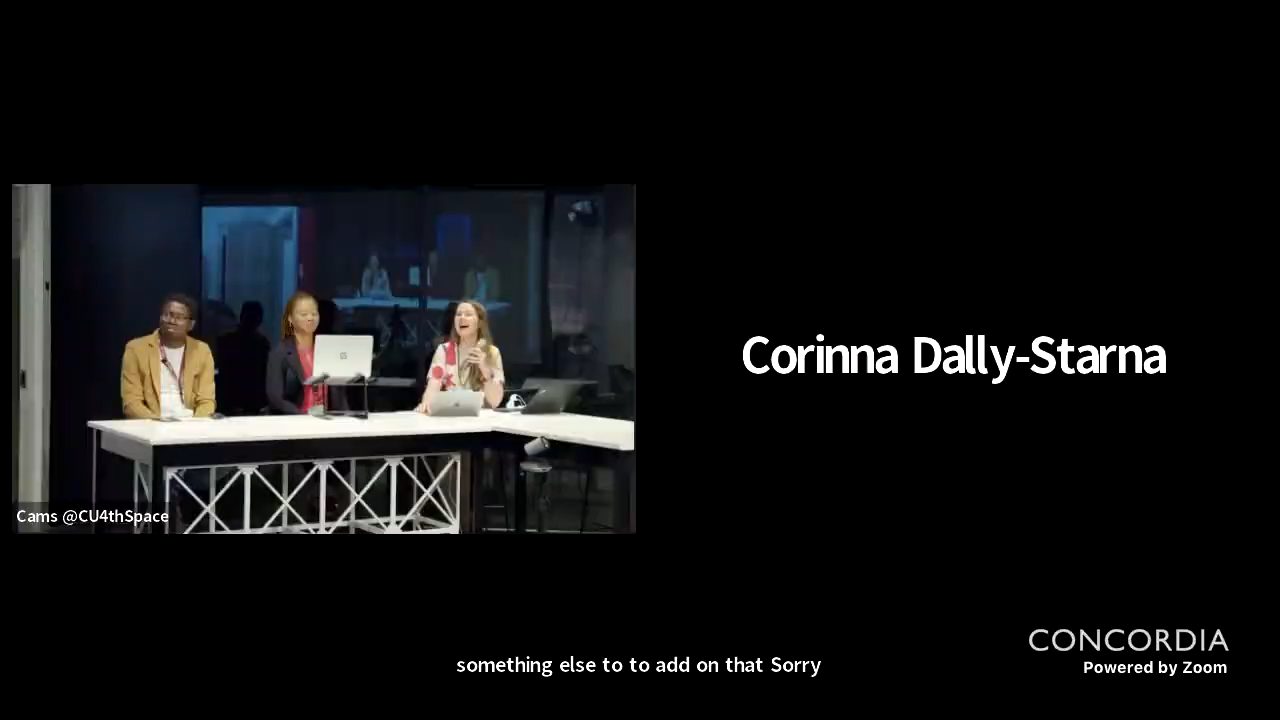 Corinna Dally-Starna
Cams @CU4thSpace
something else to to add on that Sorry
CONCORDIA
Powered by Zoom